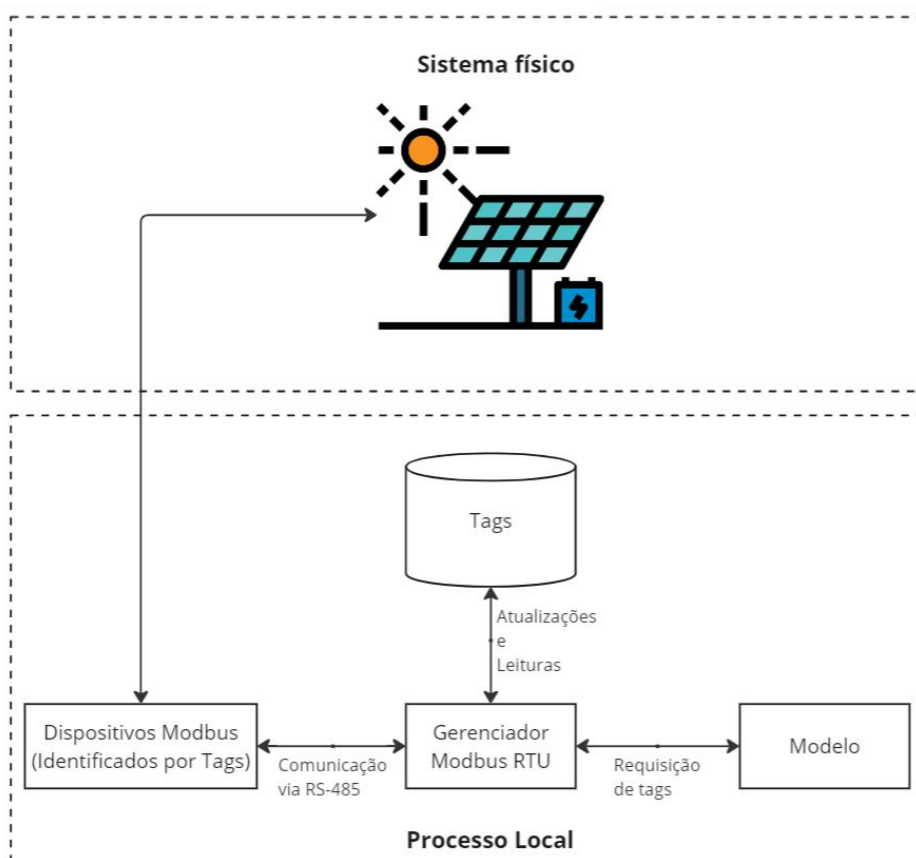 Sistema físico
Tags
Atualizações
e
Leituras
Dispositivos Modbus
(Identificados por Tags)
Comunicação
via RS-485
Gerenciador
Modbus RTU
Requisição
de tags
Modelo
Processo Local